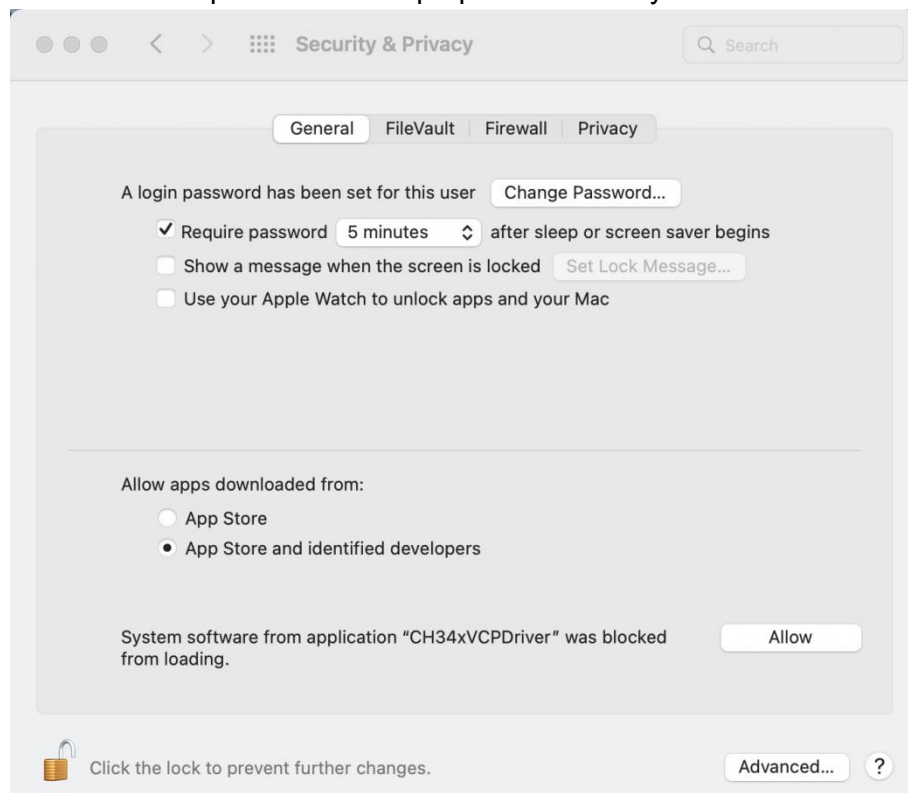 Security & Privacy
Search
General FileVault Firewall Privacy
A login password has been set for this user Change Password...
Require password 5 minutes after sleep or screen saver begins
Show a message when the screen is locked Set Lock Message...
Use your Apple Watch to unlock apps and your Mac
Allow apps downloaded from:
App Store
App Store and identified developers
System software from application “CH34xVCPDriver” was blocked Allow
from loading.
Click the lock to prevent further changes. Advanced... ?